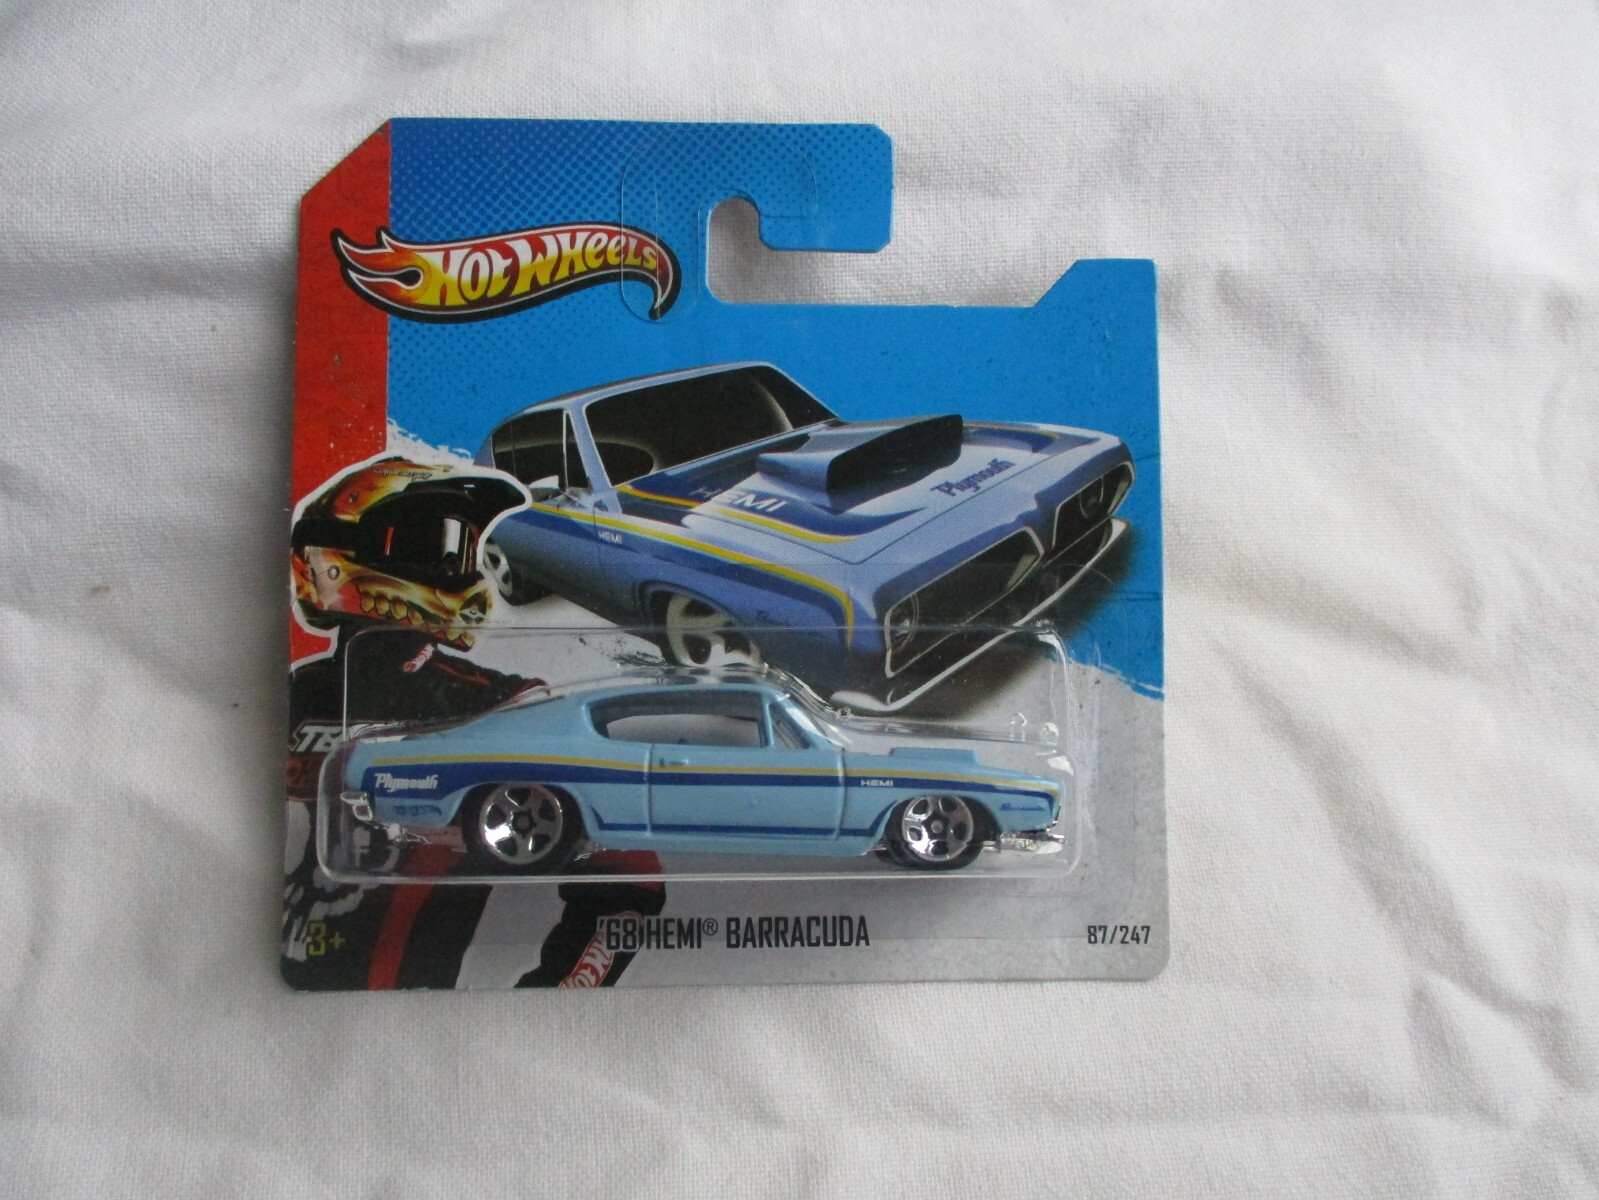 HOT WHEELS
HEMI
Plymouth
HEMI
Plymouth
HEMI
3+
'68 HEMI® BARRACUDA
87/247